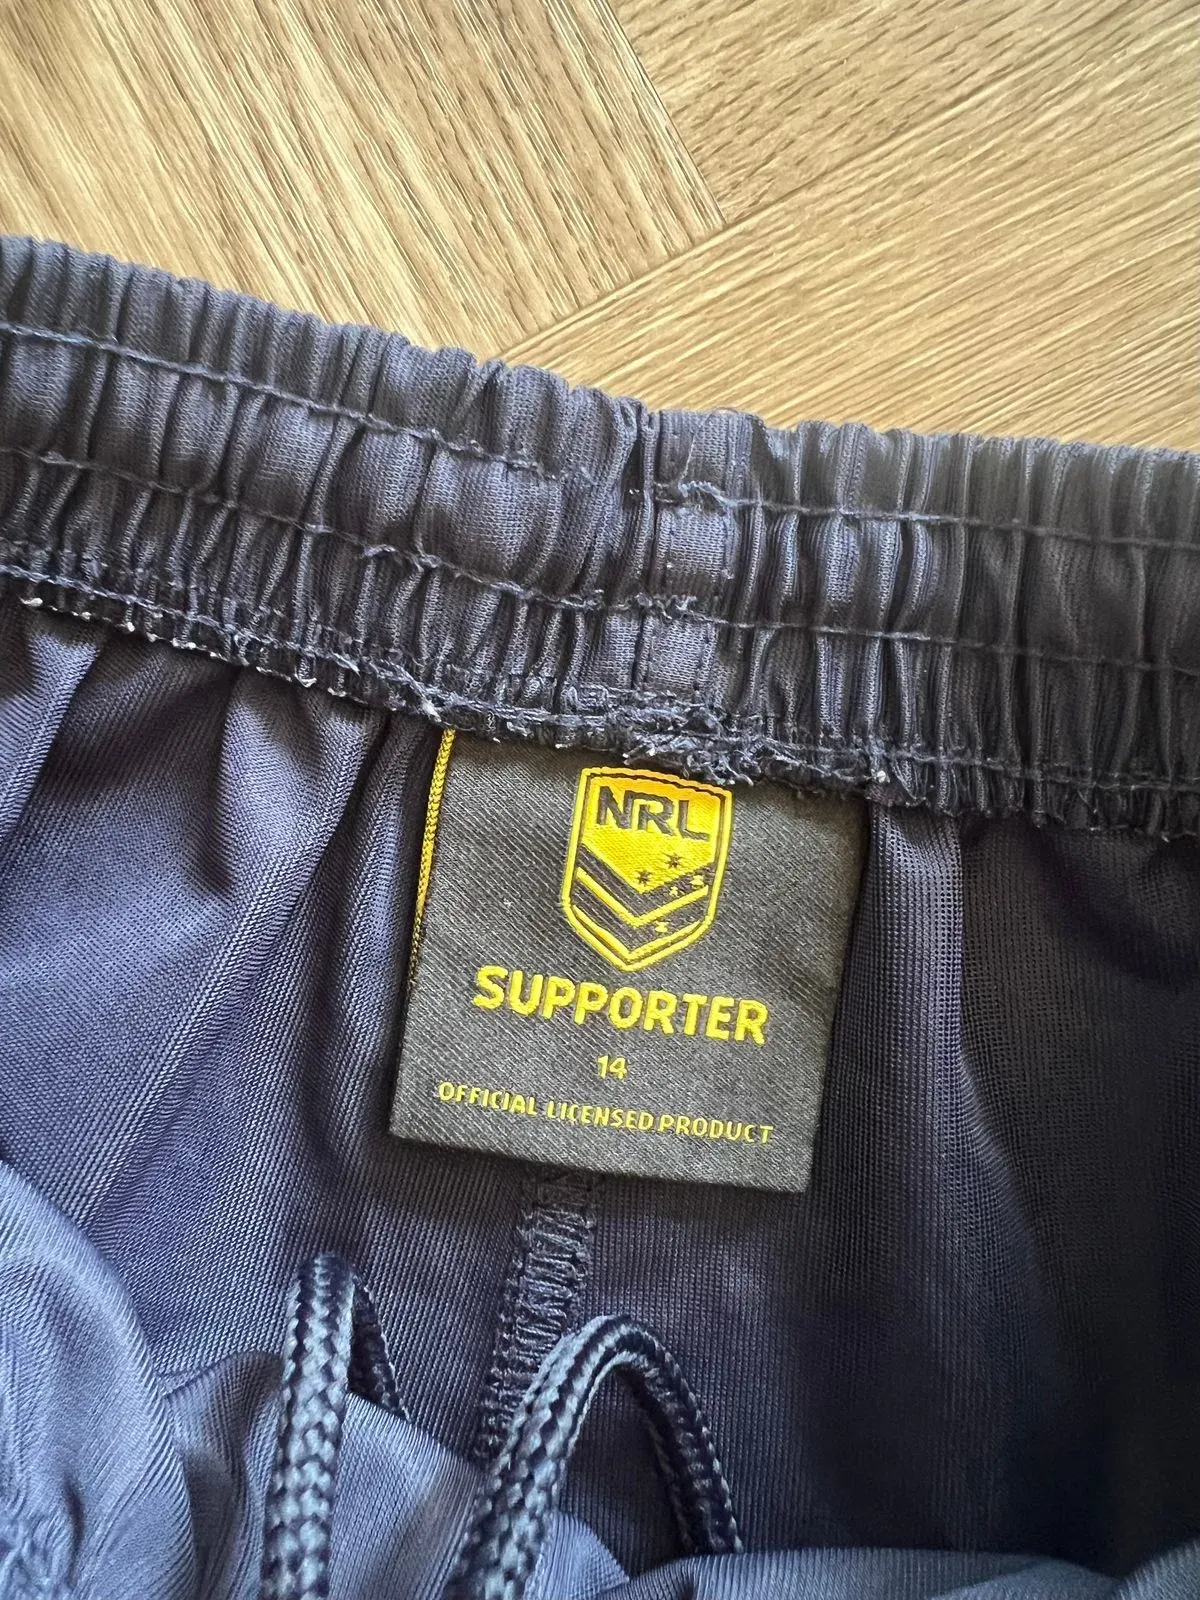 NRL
SUPPORTER
14
OFFICIAL LICENSED PRODUCT